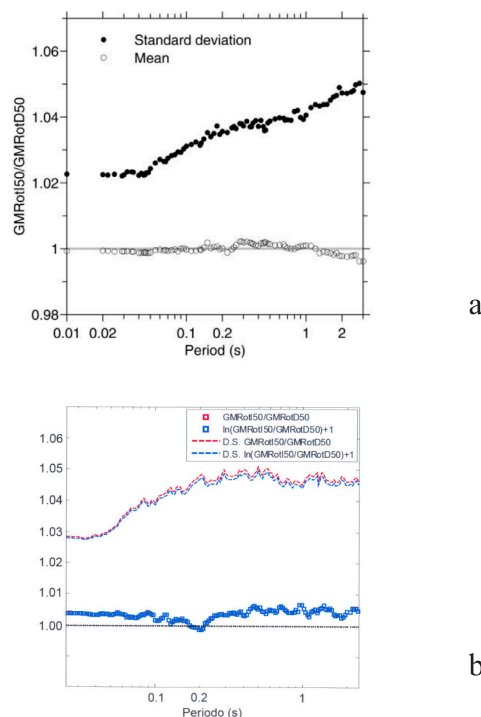 1.06
Standard deviation
Mean
1.04
1.02
1
0.98
GMRotI50/GMRotD50
0.01 0.02 0.1 0.2 1 2
Period (s)
a
GMRotI50/GMRotD50
ln(GMRotI50/GMRotD50)+1
D.S. GMRotI50/GMRotD50
D.S. ln(GMRotI50/GMRotD50)+1
1.06
1.05
1.04
1.03
1.02
1.01
1.00
0.1 0.2 1
Periodo (s)
b